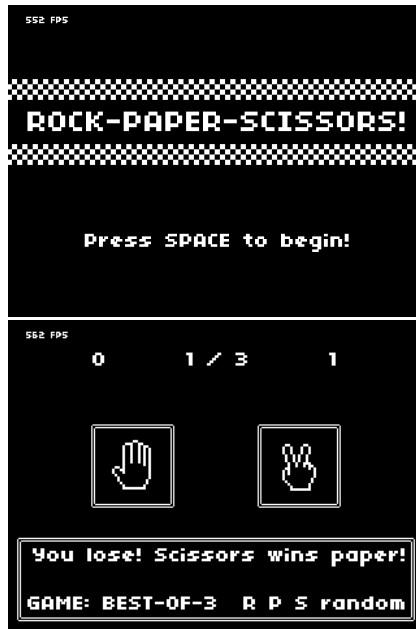 552 FPS
ROCK-PAPER-SCISSORS!
Press SPACE to begin!
562 FPS
0 1 / 3 1
You lose! Scissors wins paper!
GAME: BEST-OF-3 R P S random